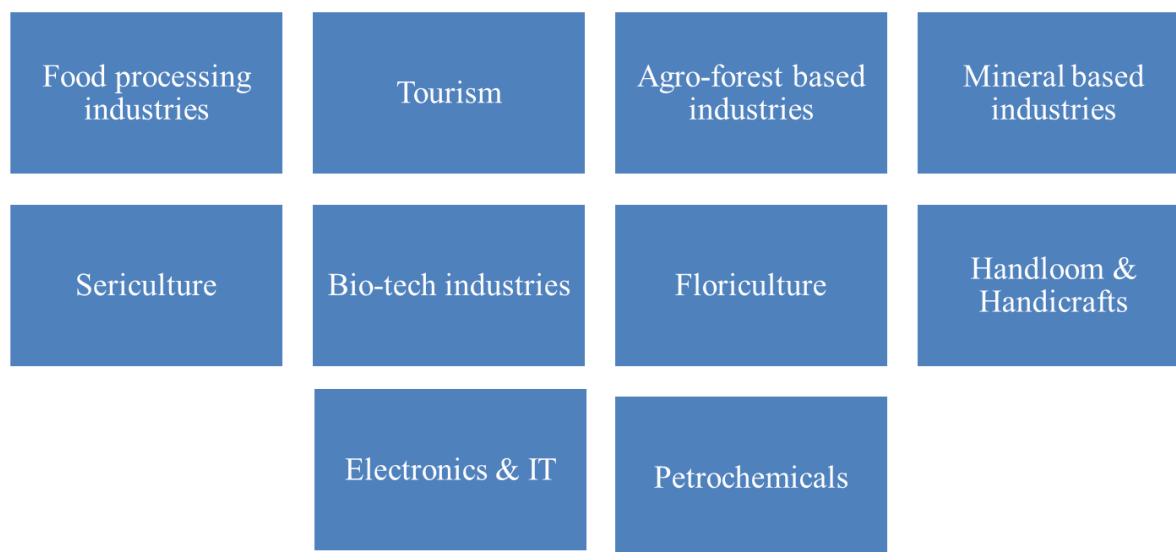 Food processing
industries
Tourism
Agro-forest based
industries
Mineral based
industries
Sericulture
Bio-tech industries
Floriculture
Handloom &
Handicrafts
Electronics & IT
Petrochemicals